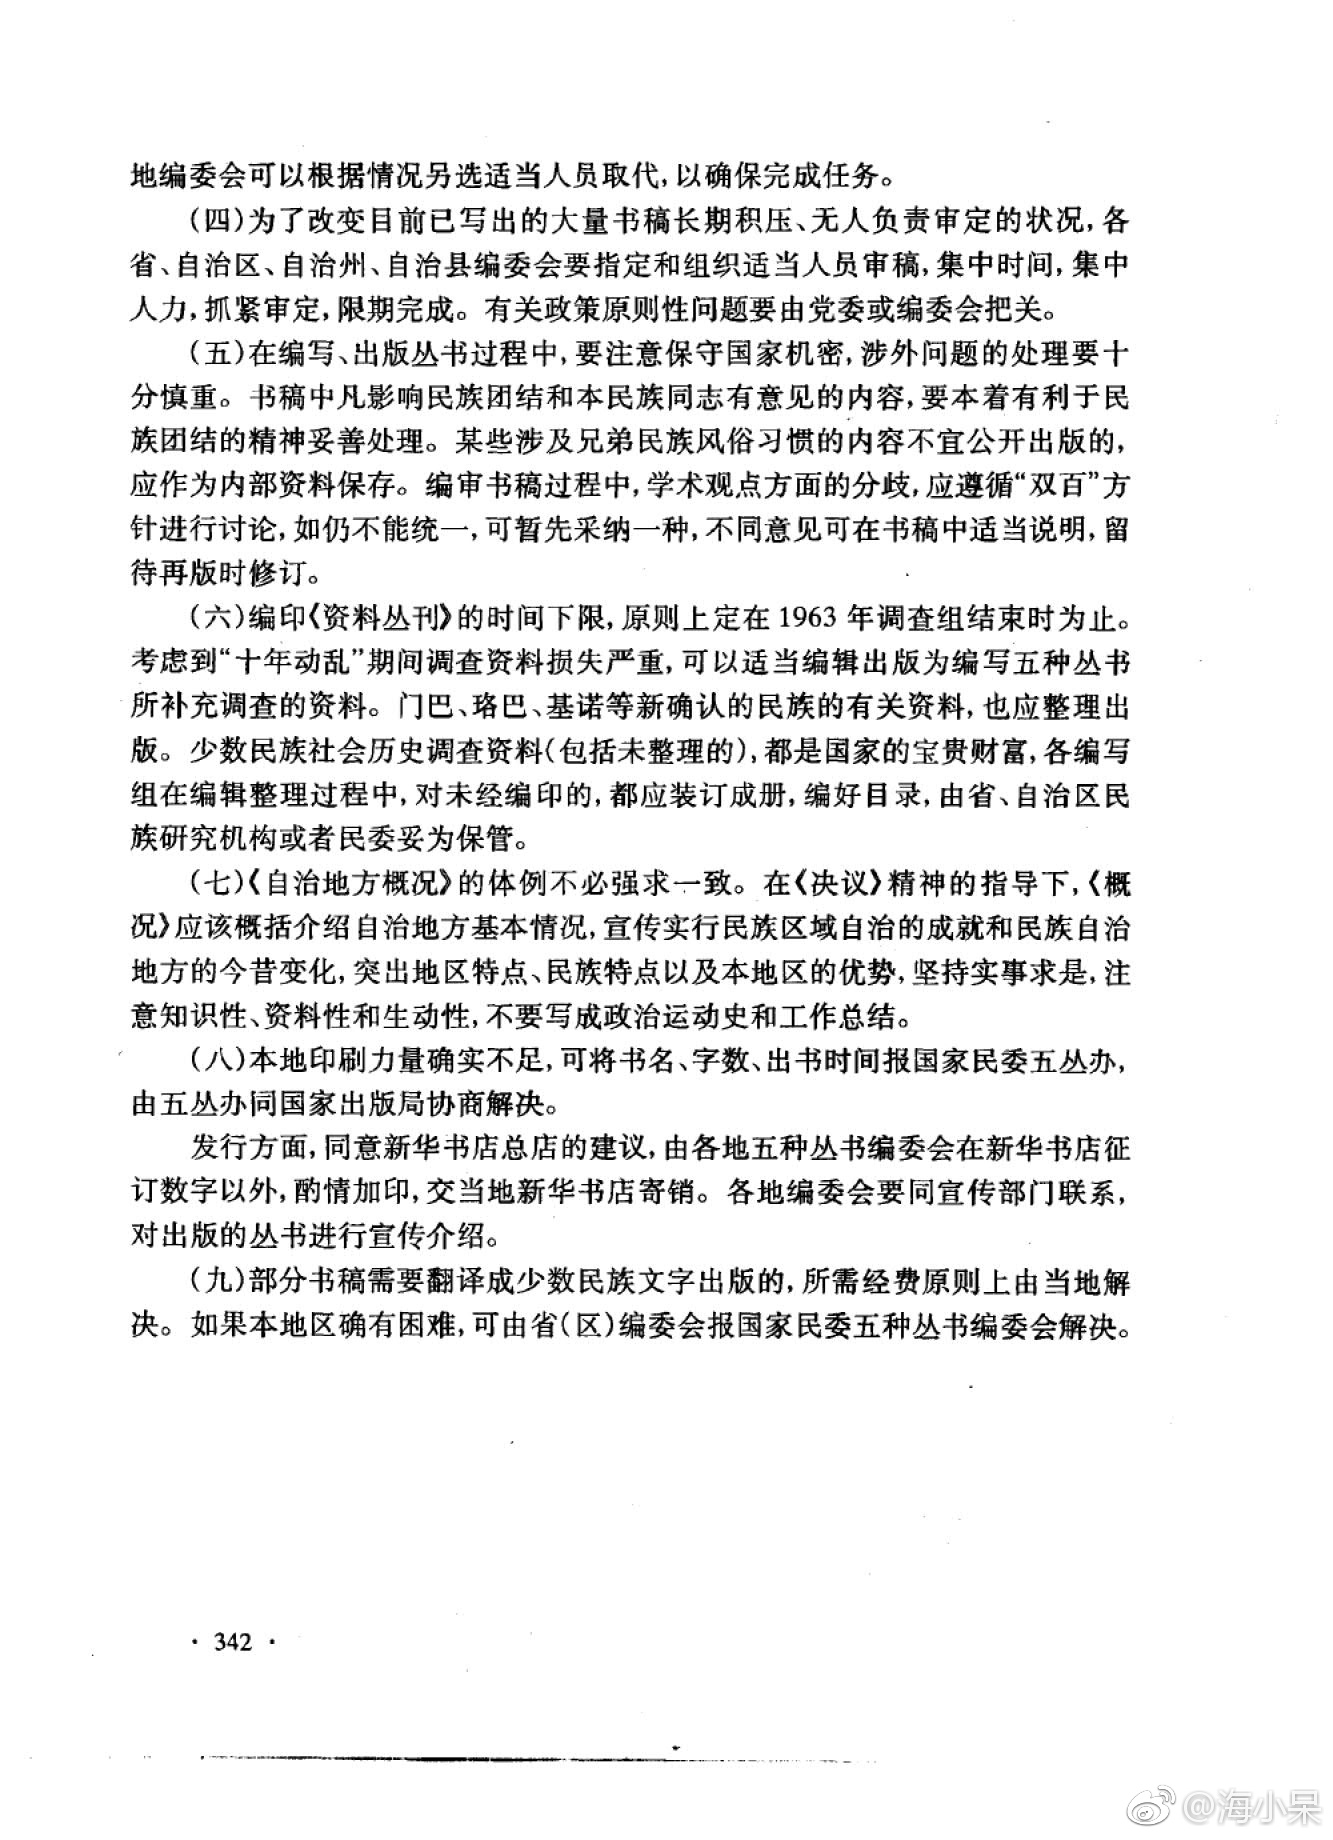 地编委会可以根据情况另选适当人员取代,以确保完成任务。
(四)为了改变目前已写出的大量书稿长期积压、无人负责审定的状况,各
省、自治区、自治州、自治县编委会要指定和组织适当人员审稿,集中时间,集中
人力,抓紧审定,限期完成。有关政策原则性问题要由党委或编委会把关。
(五)在编写、出版丛书过程中,要注意保守国家机密,涉外问题的处理要十
分慎重。书稿中凡影响民族团结和本民族同志有意见的内容,要本着有利于民
族团结的精神妥善处理。某些涉及兄弟民族风俗习惯的内容不宜公开出版的,
应作为内部资料保存。编审书稿过程中,学术观点方面的分歧,应遵循“双百”方
针进行讨论,如仍不能统一,可暂先采纳一种,不同意见可在书稿中适当说明,留
待再版时修订。
(六)编印《资料丛刊》的时间下限,原则上定在1963年调查组结束时为止。
考虑到“十年动乱”期间调查资料损失严重,可以适当编辑出版为编写五种丛书
所补充调查的资料。门巴、珞巴、基诺等新确认的民族的有关资料,也应整理出
版。少数民族社会历史调查资料(包括未整理的),都是国家的宝贵财富,各编写
组在编辑整理过程中,对未经编印的,都应装订成册,编好目录,由省、自治区民
族研究机构或者民委妥为保管。
(七)《自治地方概况》的体例不必强求一致。在《决议》精神的指导下,《概
况》应该概括介绍自治地方基本情况,宣传实行民族区域自治的成就和民族自治
地方的今昔变化,突出地区特点、民族特点以及本地区的优势,坚持实事求是,注
意知识性、资料性和生动性,不要写成政治运动史和工作总结。
(八)本地印刷力量确实不足,可将书名、字数、出书时间报国家民委五丛办,
由五丛办同国家出版局协商解决。
发行方面,同意新华书店总店的建议,由各地五种丛书编委会在新华书店征
订数字以外,酌情加印,交当地新华书店寄销。各地编委会要同宣传部门联系,
对出版的丛书进行宣传介绍。
(九)部分书稿需要翻译成少数民族文字出版的,所需经费原则上由当地解
决。如果本地区确有困难,可由省(区)编委会报国家民委五种丛书编委会解决。
· 342 ·
@海小呆